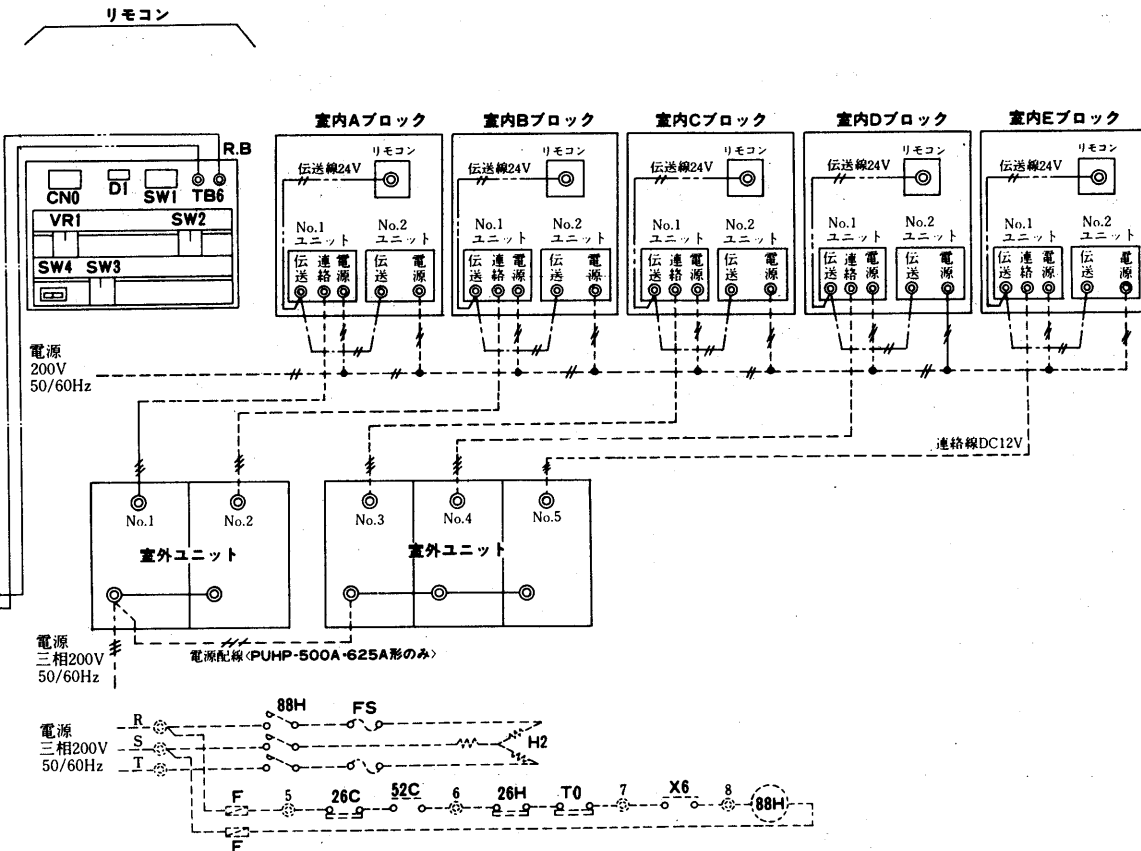 リモコン
室内Aブロック
室内Bブロック
室内Cブロック
室内Dブロック
室内Eブロック
R.B
CN0
D1
SW1
TB6
VR1
SW2
SW4
SW3
リモコン
伝送線24V
No.1
ユニット
No.2
ユニット
伝送
連絡
電源
伝送
電源
リモコン
伝送線24V
No.1
ユニット
No.2
ユニット
伝送
連絡
電源
伝送
電源
リモコン
伝送線24V
No.1
ユニット
No.2
ユニット
伝送
連絡
電源
伝送
電源
リモコン
伝送線24V
No.1
ユニット
No.2
ユニット
伝送
連絡
電源
伝送
電源
リモコン
伝送線24V
No.1
ユニット
No.2
ユニット
伝送
連絡
電源
伝送
電源
電源
200V
50/60Hz
連絡線DC12V
No.1
No.2
室外ユニット
No.3
No.4
No.5
室外ユニット
電源
三相200V
50/60Hz
電源配線〈PUHP-500A・625A形のみ〉
電源
三相200V
50/60Hz
R
S
T
88H
FS
H2
F
5
26C
52C
6
26H
T0
7
X6
8
88H
F